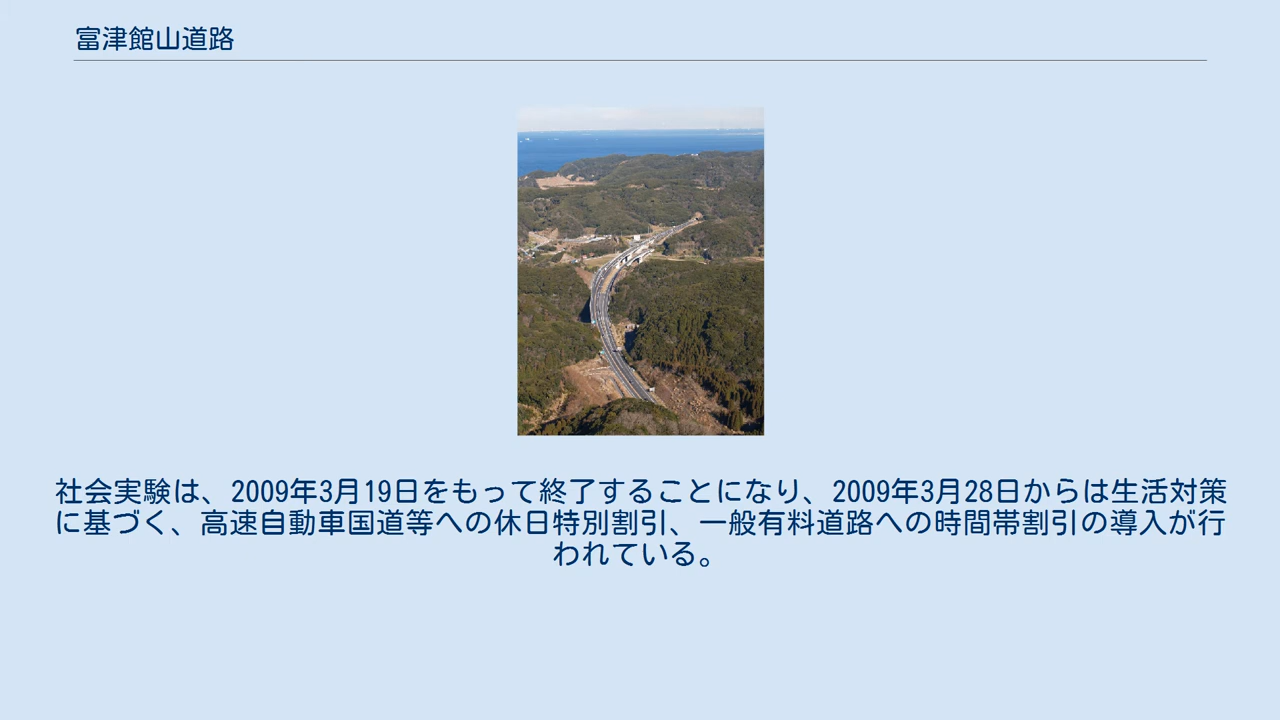 富津館山道路
社会実験は、2009年3月19日をもって終了することになり、2009年3月28日からは生活対策
に基づく、高速自動車国道等への休日特別割引、一般有料道路への時間帯割引の導入が行
われている。